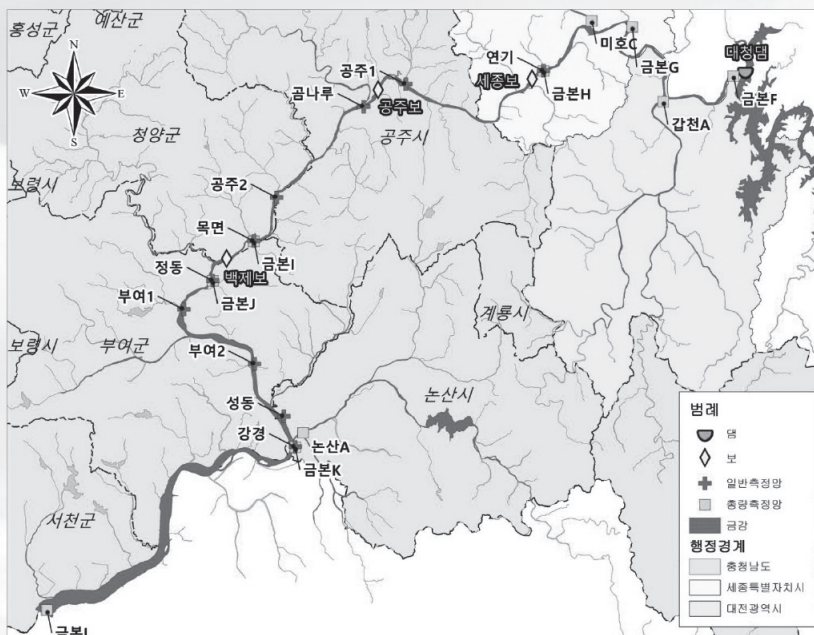 홍성군
예산군
N
W
E
S
청양군
보령시
공주1
곰나루
공주보
공주시
연기
세종보
금본H
미호C
금본G
대청댐
금본F
갑천A
공주2
목면
금본I
백제보
정동
금본J
부여1
보령시
부여군
부여2
계룡시
논산시
성동
강경
논산A
금본K
서천군
금본L
범례
댐
보
일반측정망
총량측정망
금강
행정경계
충청남도
세종특별자치시
대전광역시